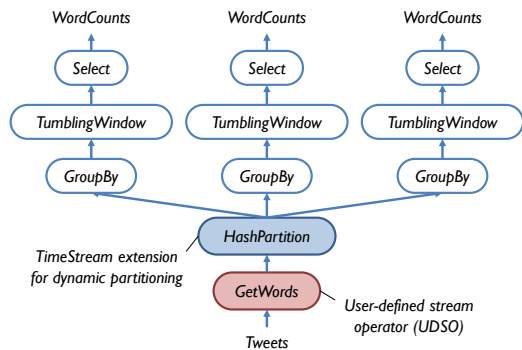 WordCounts WordCounts WordCounts
Select Select Select
TumblingWindow TumblingWindow TumblingWindow
GroupBy GroupBy GroupBy
HashPartition
TimeStream extension
for dynamic partitioning
GetWords
User-defined stream
operator (UDSO)
Tweets